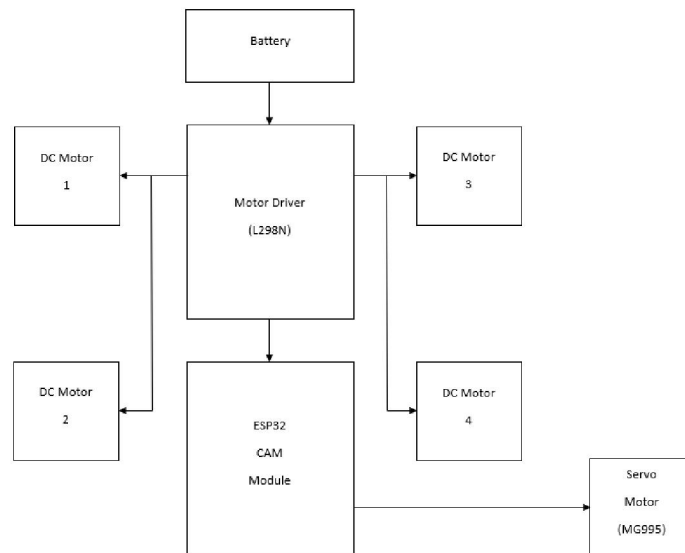 Battery
DC Motor
1
Motor Driver
(L298N)
DC Motor
3
DC Motor
2
ESP32
CAM
Module
DC Motor
4
Servo
Motor
(MG995)